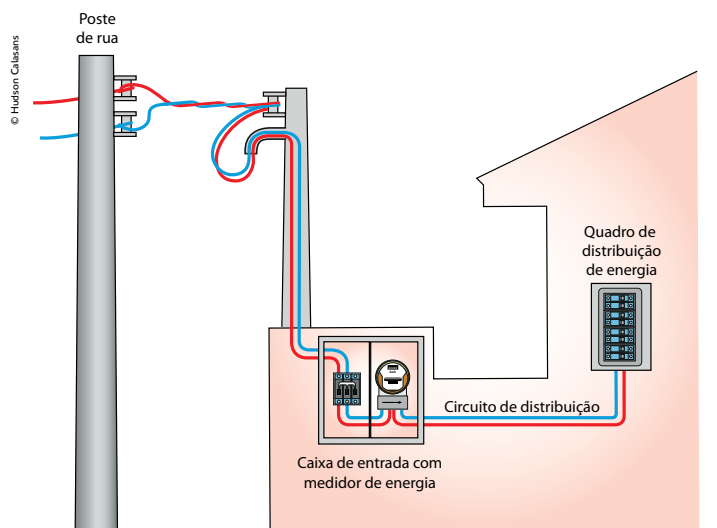 Poste
de rua
© Hudson Calasans
Quadro de
distribuição
de energia
Circuito de distribuição
Caixa de entrada com
medidor de energia